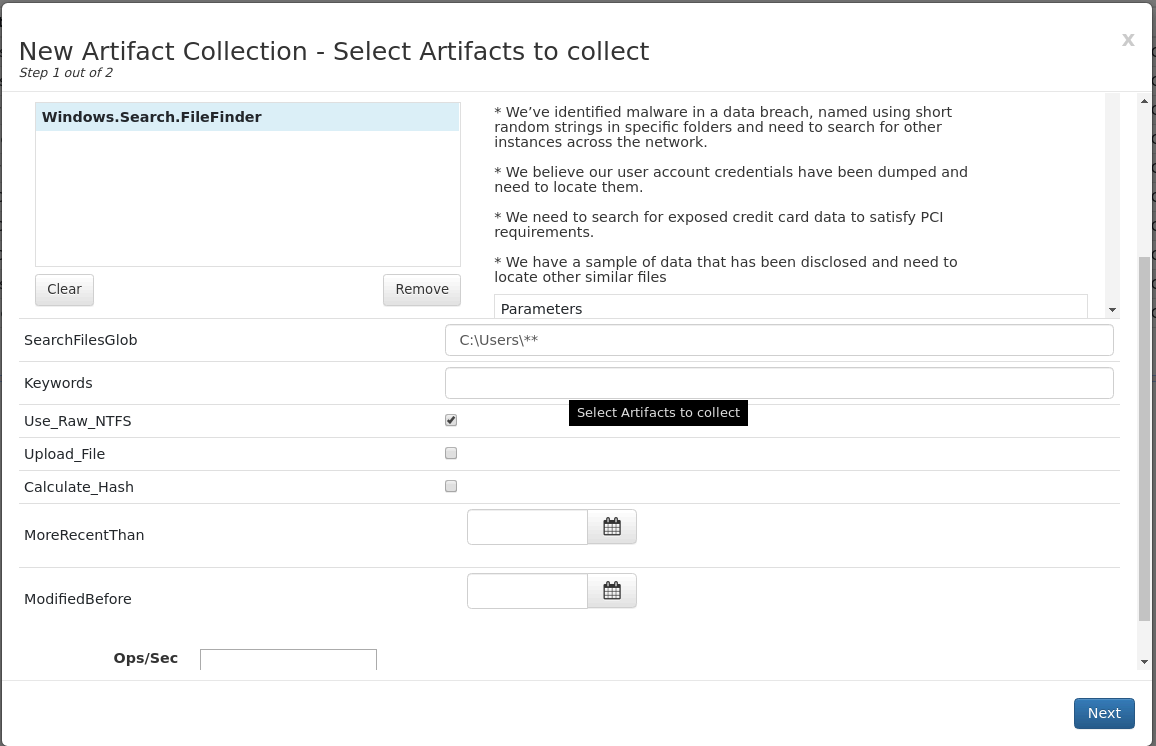 New Artifact Collection - Select Artifacts to collect
x
Step 1 out of 2
Windows.Search.FileFinder
Clear
Remove
* We’ve identified malware in a data breach, named using short
random strings in specific folders and need to search for other
instances across the network.
* We believe our user account credentials have been dumped and
need to locate them.
* We need to search for exposed credit card data to satisfy PCI
requirements.
* We have a sample of data that has been disclosed and need to
locate other similar files
Parameters
SearchFilesGlob
C:\Users\**
Keywords
Select Artifacts to collect
Use_Raw_NTFS
Upload_File
Calculate_Hash
MoreRecentThan
ModifiedBefore
Ops/Sec
Next